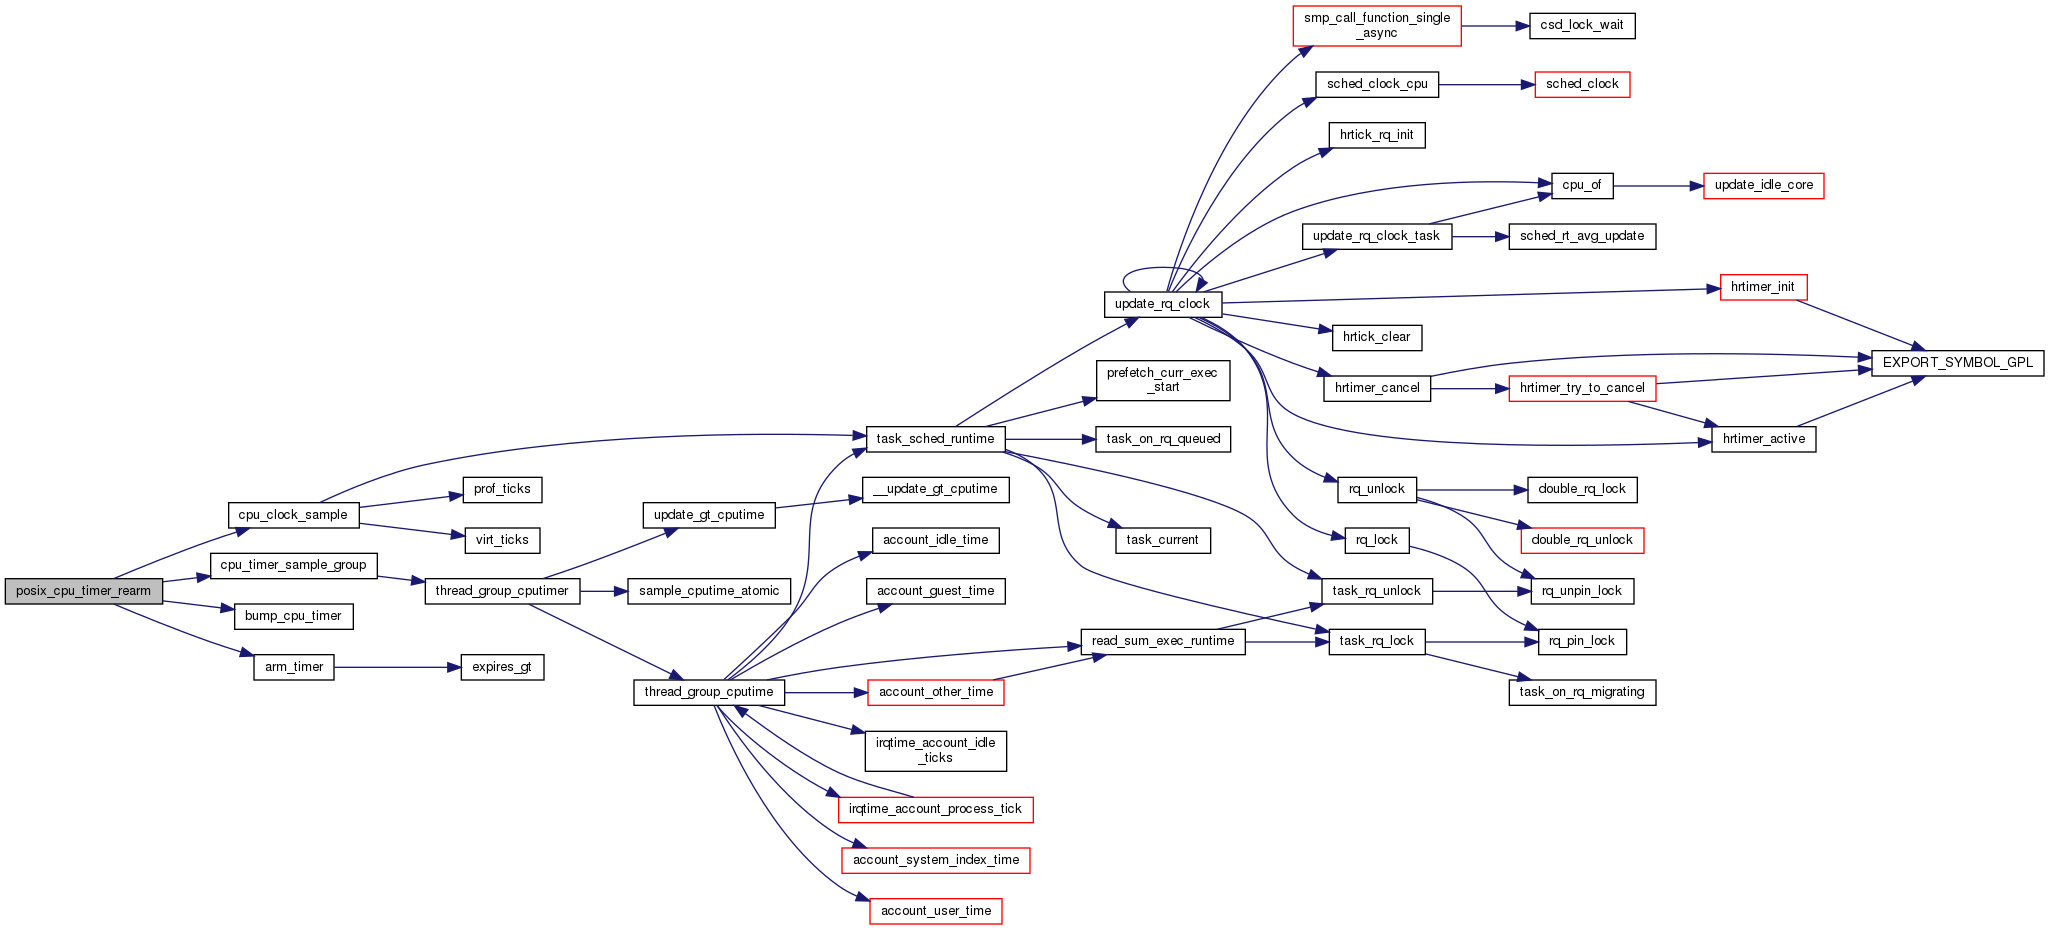 smp_call_function_single
_async
csd_lock_wait
sched_clock_cpu
sched_clock
hrtick_rq_init
cpu_of
update_idle_core
update_rq_clock_task
sched_rt_avg_update
hrtimer_init
update_rq_clock
hrtick_clear
EXPORT_SYMBOL_GPL
prefetch_curr_exec
_start
hrtimer_cancel
hrtimer_try_to_cancel
task_sched_runtime
task_on_rq_queued
hrtimer_active
prof_ticks
__update_gt_cputime
rq_unlock
double_rq_lock
cpu_clock_sample
update_gt_cputime
virt_ticks
account_idle_time
task_current
rq_lock
double_rq_unlock
cpu_timer_sample_group
posix_cpu_timer_rearm
thread_group_cputimer
sample_cputime_atomic
account_guest_time
task_rq_unlock
rq_unpin_lock
bump_cpu_timer
read_sum_exec_runtime
task_rq_lock
rq_pin_lock
arm_timer
expires_gt
thread_group_cputime
account_other_time
task_on_rq_migrating
irqtime_account_idle
_ticks
irqtime_account_process_tick
account_system_index_time
account_user_time